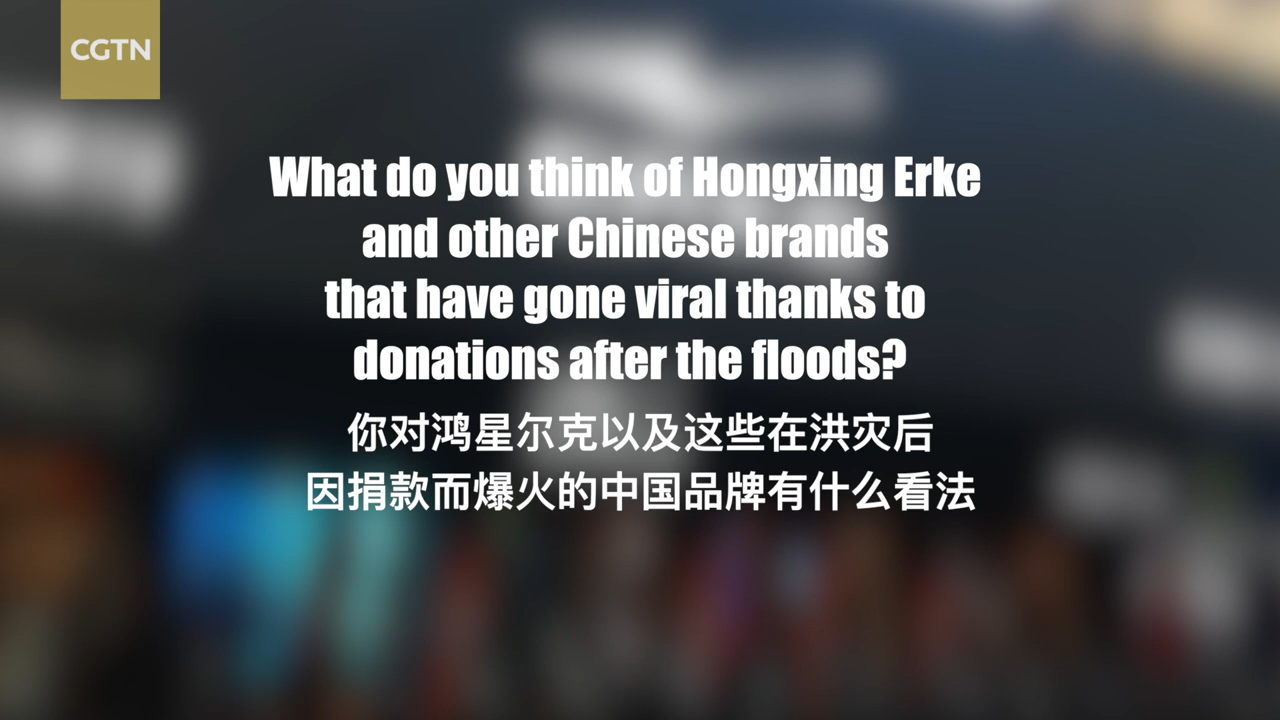 CGTN
What do you think of Hongxing Erke
and other Chinese brands
that have gone viral thanks to
donations after the floods?
你对鸿星尔克以及这些在洪灾后
因捐款而爆火的中国品牌有什么看法